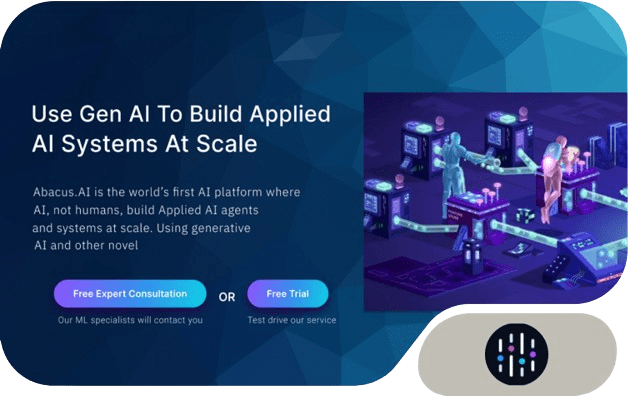 Use Gen AI To Build Applied
AI Systems At Scale
Abacus.AI is the world's first AI platform where
AI, not humans, build Applied AI agents
and systems at scale. Using generative
AI and other novel
Free Expert Consultation
OR
Free Trial
Our ML specialists will contact you
Test drive our service